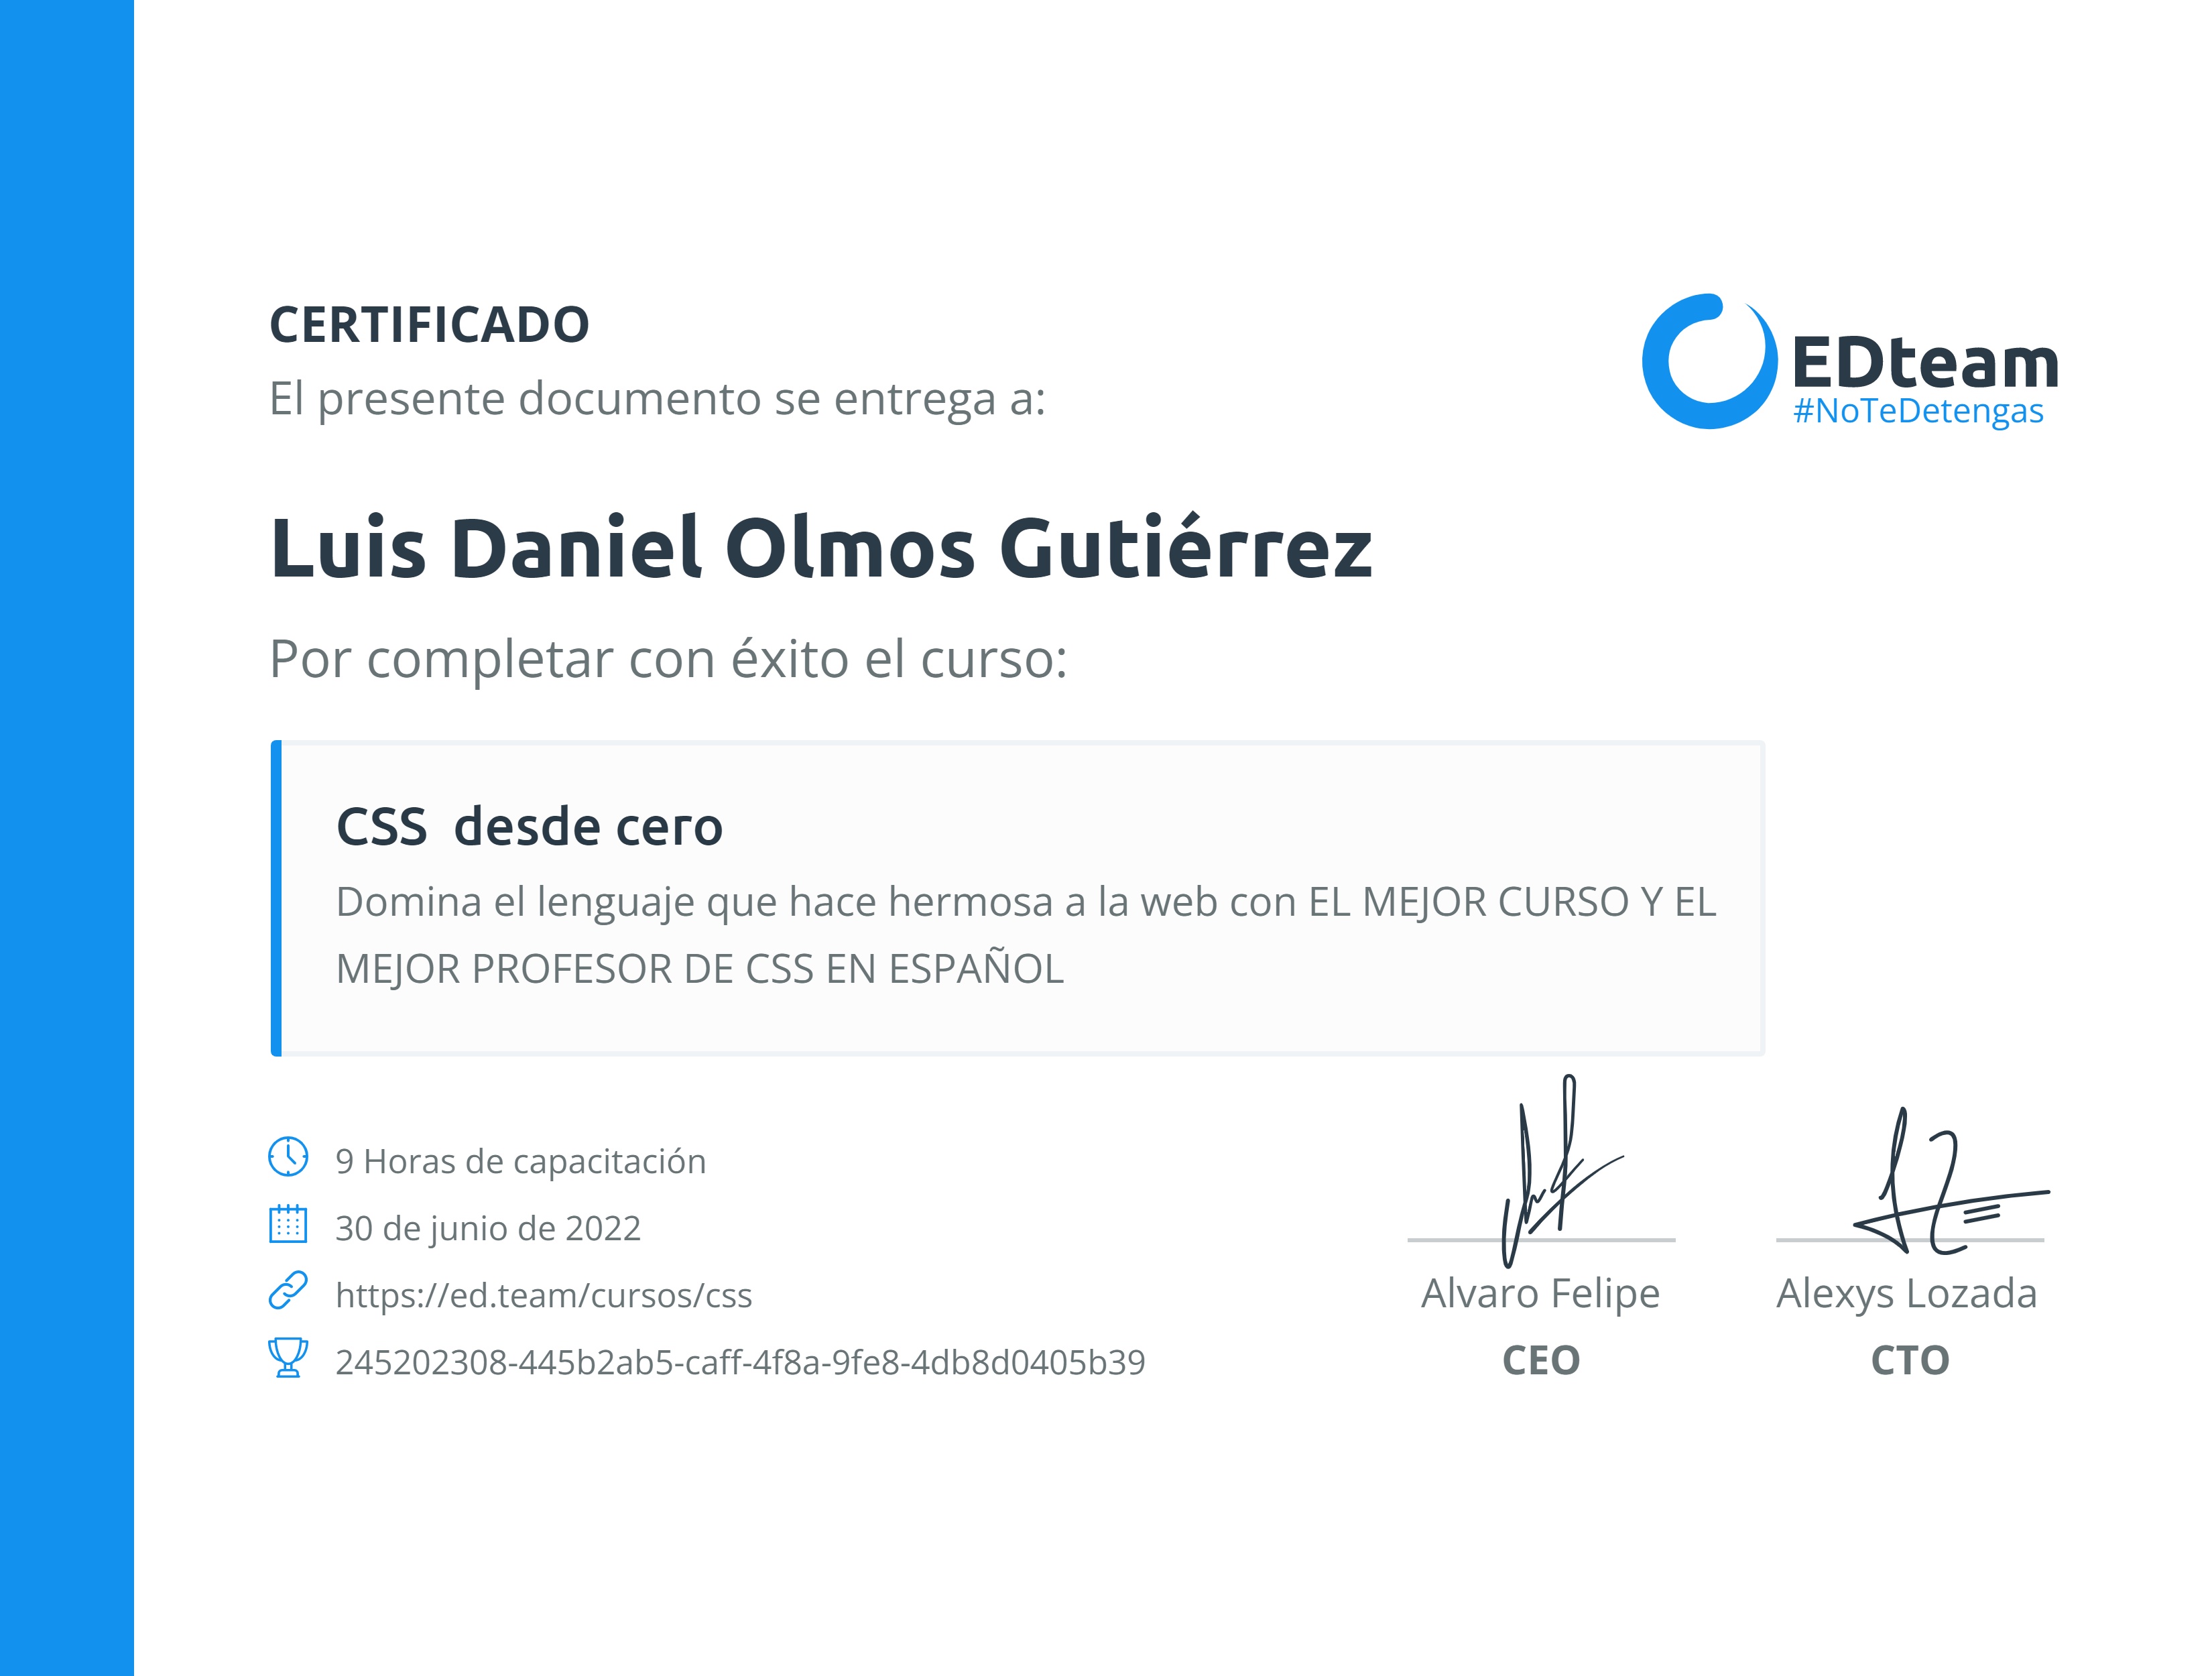 CERTIFICADO
El presente documento se entrega a:
EDteam
#NoTeDetengas
Luis Daniel Olmos Gutiérrez
Por completar con éxito el curso:
CSS desde cero
Domina el lenguaje que hace hermosa a la web con EL MEJOR CURSO Y EL
MEJOR PROFESOR DE CSS EN ESPAÑOL
9 Horas de capacitación
30 de junio de 2022
https://ed.team/cursos/css
245202308-445b2ab5-caff-4f8a-9fe8-4db8d0405b39
Alvaro Felipe
CEO
Alexys Lozada
CTO